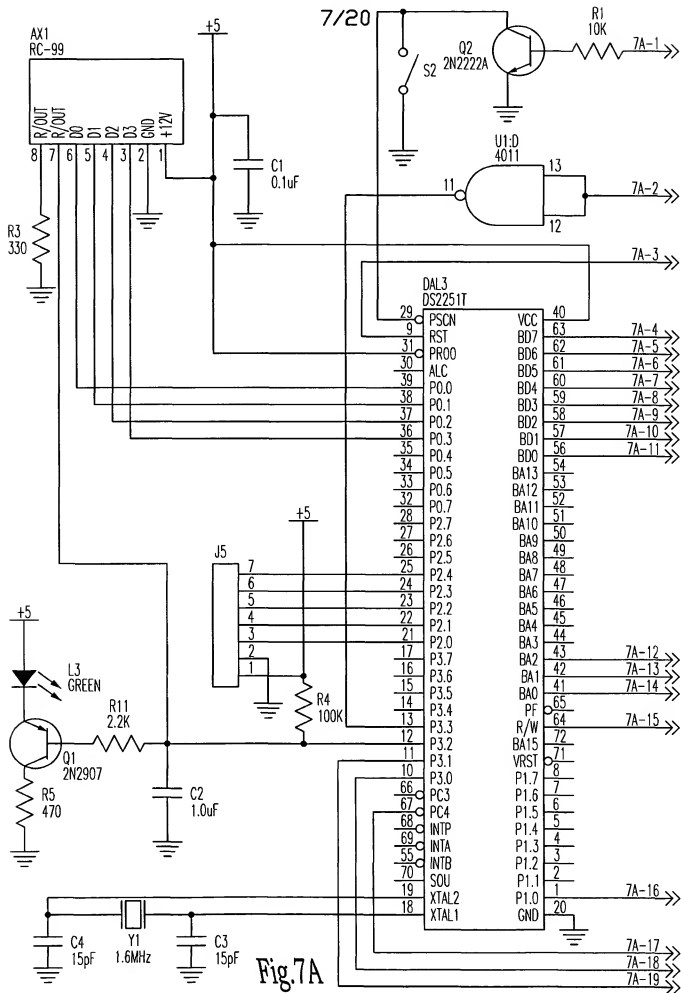 7/20
AX1
RC-99
R/OUT
R/OUT
D0
D1
D2
D3
GND
+12V
8 7 6 5 4 3 2 1
+5
C1
0.1uF
R3
330
S2
Q2
2N2222A
R1
10K
7A-1
U1:D
4011
11
13
12
7A-2
7A-3
DAL3
DS2251T
29 PSCN VCC 40
9 RST BD7 63 7A-4
31 PROO BD6 62 7A-5
30 ALC BD5 61 7A-6
39 P0.0 BD4 60 7A-7
38 P0.1 BD3 59 7A-8
37 P0.2 BD2 58 7A-9
36 P0.3 BD1 57 7A-10
35 P0.4 BD0 56 7A-11
34 P0.5 BA13 54
33 P0.6 BA12 53
32 P0.7 BA11 52
28 P2.7 BA10 51
27 P2.6 BA9 50
26 P2.5 BA8 49
25 P2.4 BA7 48
24 P2.3 BA6 47
23 P2.2 BA5 46
22 P2.1 BA4 45
21 P2.0 BA3 44
17 P3.7 BA2 43 7A-12
16 P3.6 BA1 42 7A-13
15 P3.5 BA0 41 7A-14
14 P3.4 PF 65
13 P3.3 R/W 64 7A-15
12 P3.2 BA15 72
11 P3.1 VRST 71
10 P3.0 P1.7 8
66 PC3 P1.6 7
67 PC4 P1.5 6
68 INTP P1.4 5
69 INTA P1.3 4
55 INTB P1.2 3
70 SOU P1.1 2
19 XTAL2 P1.0 1 7A-16
18 XTAL1 GND 20
+5
J5
7
6
5
4
3
2
1
R4
100K
+5
L3
GREEN
R11
2.2K
Q1
2N2907
R5
470
C2
1.0uF
C4
15pF
Y1
1.6MHz
C3
15pF
7A-17
7A-18
7A-19
Fig.7A